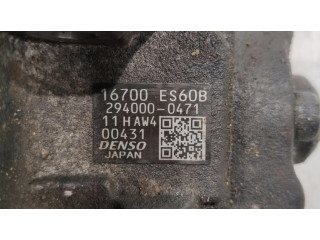 16700 ES60B
294000-0471
11HAW4
00431
DENSO
JAPAN